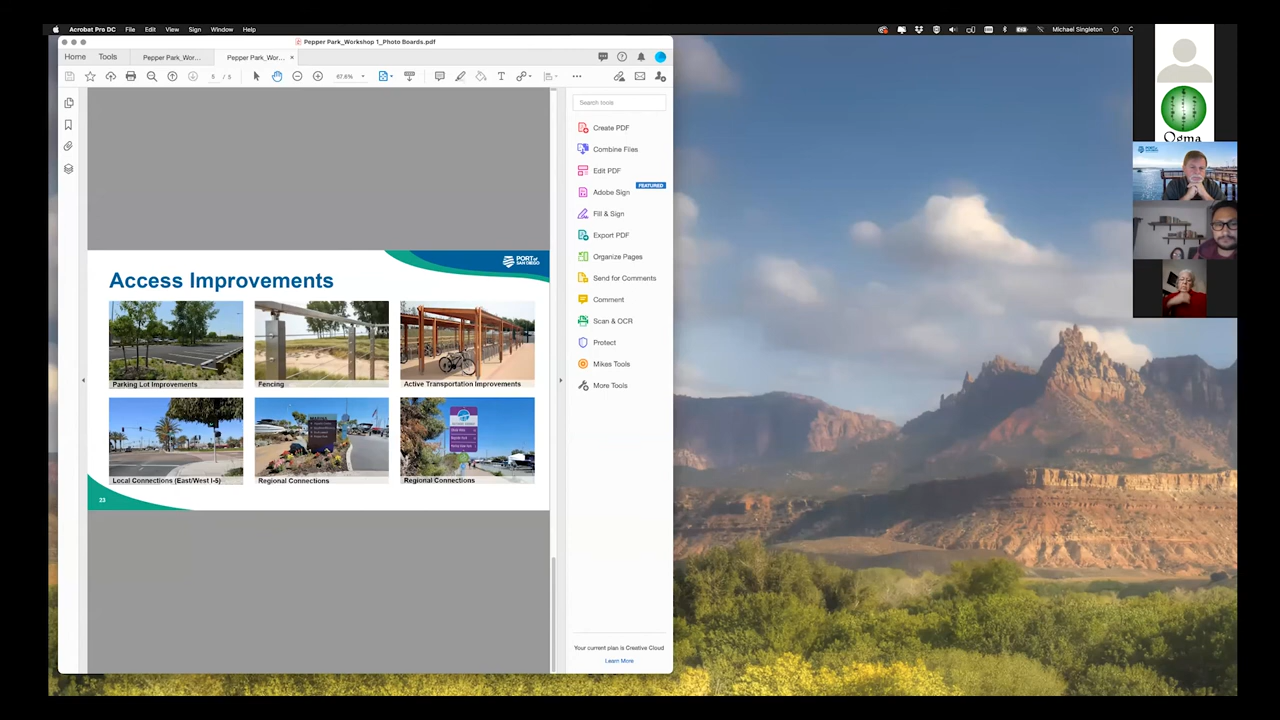 Acrobat Pro DC File Edit View Sign Window Help
Michael Singleton
Pepper Park_Workshop 1_Photo Boards.pdf
Home Tools Pepper Park_Wor... Pepper Park_Wor... ×
5 / 5 67.6%
Search tools
Create PDF
Combine Files
Edit PDF
FEATURED
Adobe Sign
Fill & Sign
Export PDF
Organize Pages
Send for Comments
Comment
Scan & OCR
Protect
Mikes Tools
More Tools
Your current plan is Creative Cloud
Learn More
PORT of
SAN DIEGO
Access Improvements
Parking Lot Improvements
Fencing
Active Transportation Improvements
Local Connections (East/West I-5)
Regional Connections
Regional Connections
23
Ogma